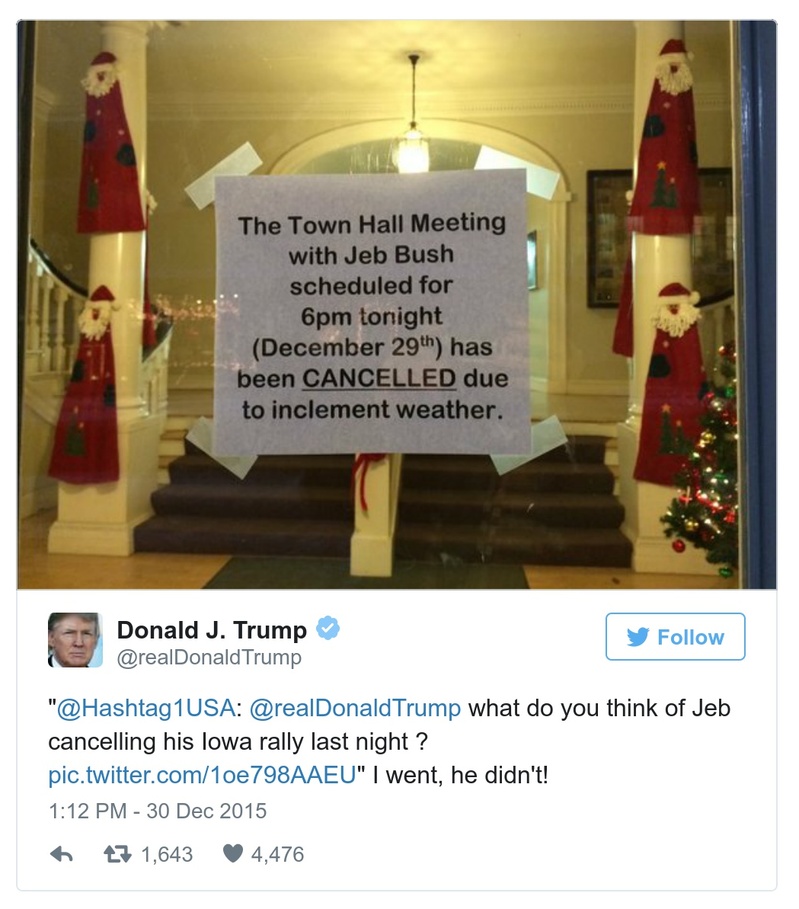 The Town Hall Meeting
with Jeb Bush
scheduled for
6pm tonight
(December 29th) has
been CANCELLED due
to inclement weather.
Donald J. Trump
@realDonaldTrump
Follow
"@Hashtag1USA: @realDonaldTrump what do you think of Jeb
cancelling his Iowa rally last night ?
pic.twitter.com/1oe798AAEU" I went, he didn't!
1:12 PM - 30 Dec 2015
1,643 4,476